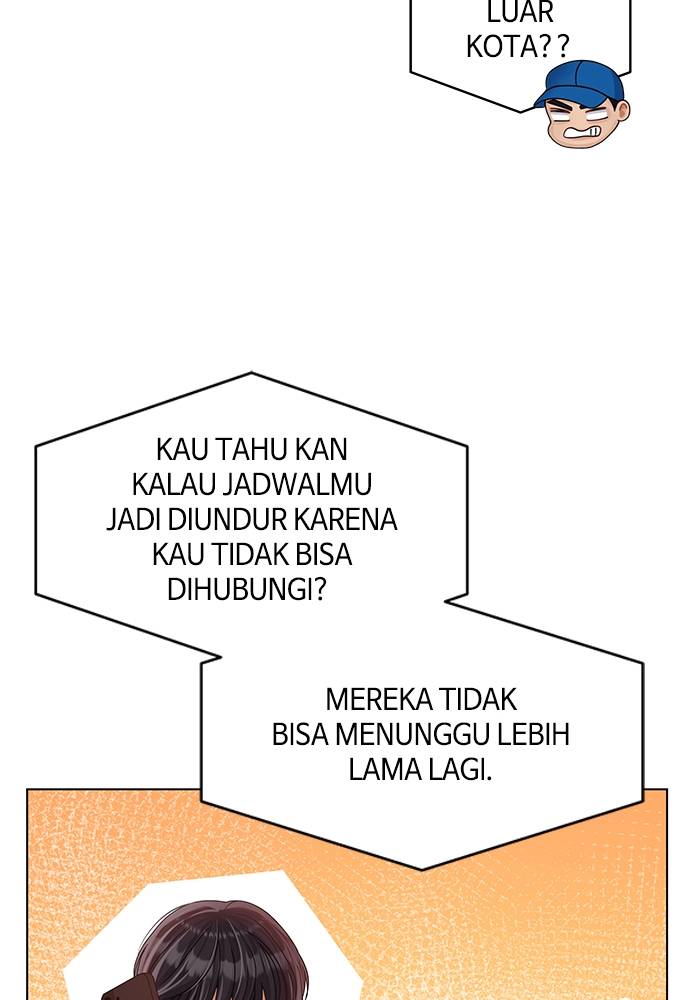 LUAR
KOTA??
KAU TAHU KAN
KALAU JADWALMU
JADI DIUNDUR KARENA
KAU TIDAK BISA
DIHUBUNGI?
MEREKA TIDAK
BISA MENUNGGU LEBIH
LAMA LAGI.